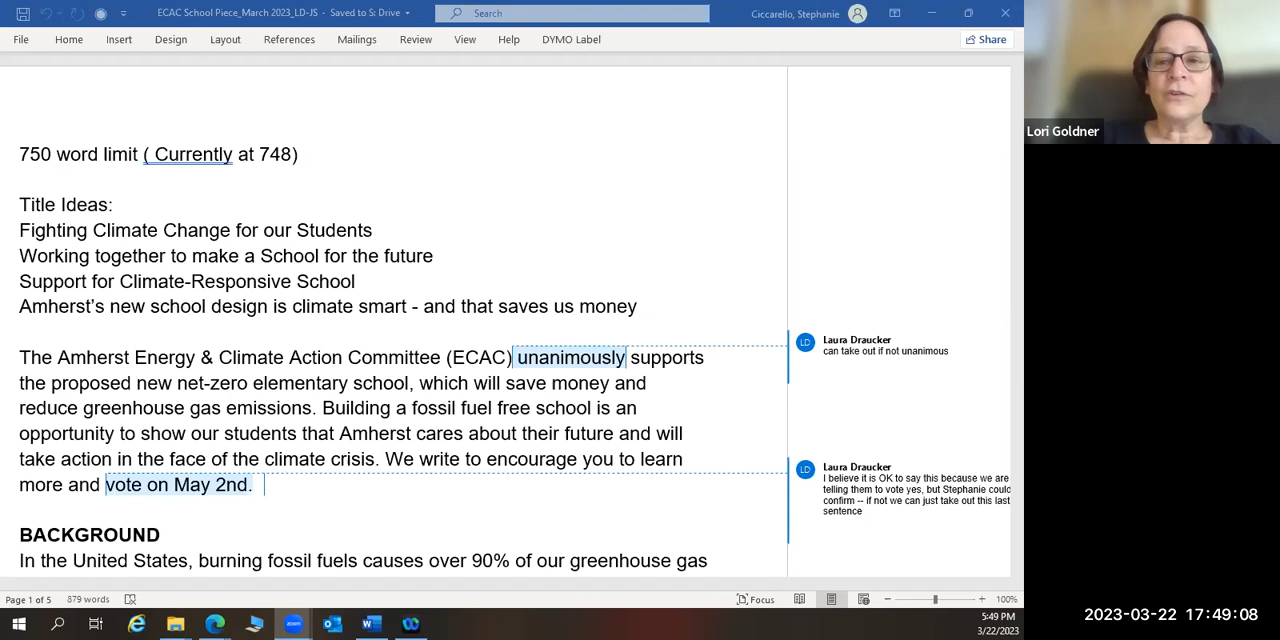 ECAC School Piece_March 2023_LD-JS - Saved to S: Drive
Search
Ciccarello, Stephanie
File Home Insert Design Layout References Mailings Review View Help DYMO Label
Share
Lori Goldner
750 word limit ( Currently at 748)
Title Ideas:
Fighting Climate Change for our Students
Working together to make a School for the future
Support for Climate-Responsive School
Amherst's new school design is climate smart - and that saves us money
The Amherst Energy & Climate Action Committee (ECAC) unanimously supports
the proposed new net-zero elementary school, which will save money and
reduce greenhouse gas emissions. Building a fossil fuel free school is an
opportunity to show our students that Amherst cares about their future and will
take action in the face of the climate crisis. We write to encourage you to learn
more and vote on May 2nd.
BACKGROUND
In the United States, burning fossil fuels causes over 90% of our greenhouse gas
LD
Laura Draucker
can take out if not unanimous
LD
Laura Draucker
I believe it is OK to say this because we are
telling them to vote yes, but Stephanie could
confirm -- if not we can just take out this last
sentence
Page 1 of 5 879 words
Focus
100%
zoom
5:49 PM
3/22/2023
2023-03-22 17:49:08